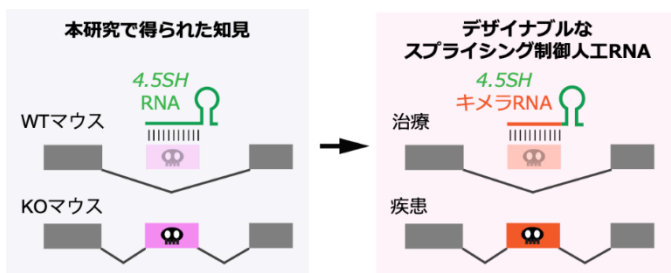 本研究で得られた知見
4.5SH
RNA
WTマウス
KOマウス
デザイナブルな
スプライシング制御人工RNA
4.5SH
キメラRNA
治療
疾患